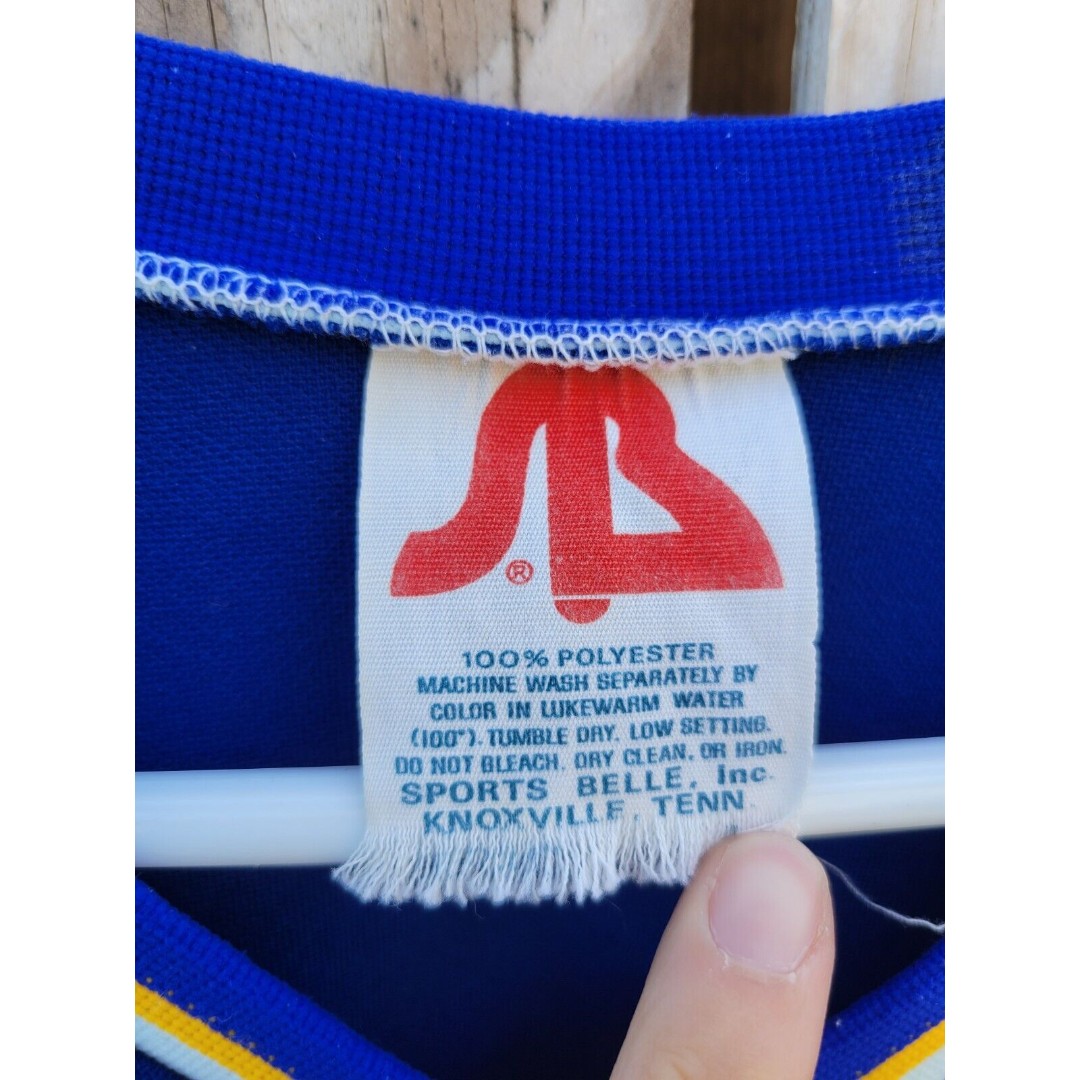 SB
®
100% POLYESTER
MACHINE WASH SEPARATELY BY
COLOR IN LUKEWARM WATER
(100°). TUMBLE DRY, LOW SETTING.
DO NOT BLEACH, DRY CLEAN, OR IRON.
SPORTS BELLE, Inc.
KNOXVILLE, TENN.